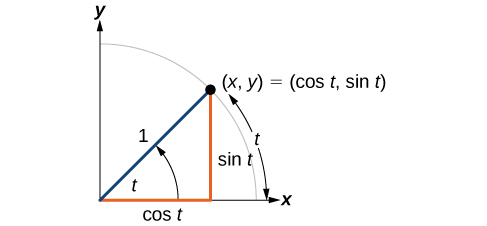 y
(x, y) = (cos t, sin t)
1
t
sin t
t
x
cos t